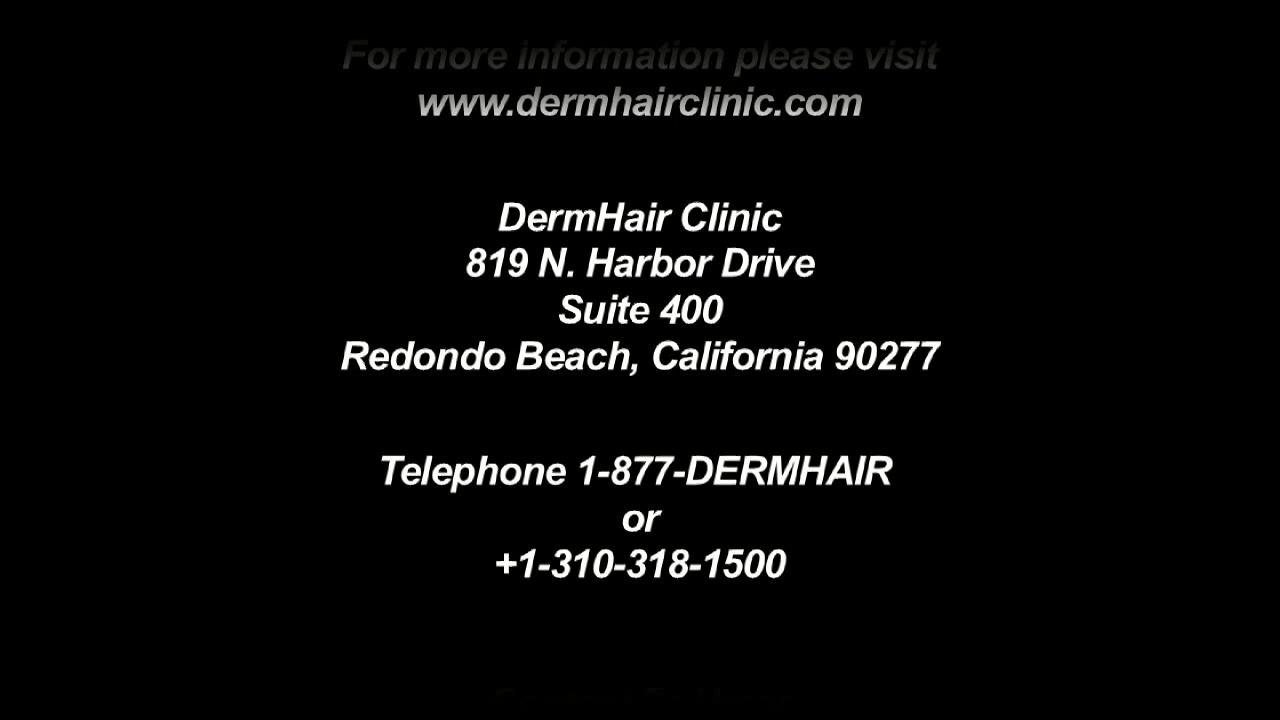 For more information please visit
www.dermhairclinic.com
DermHair Clinic
819 N. Harbor Drive
Suite 400
Redondo Beach, California 90277
Telephone 1-877-DERMHAIR
or
+1-310-318-1500